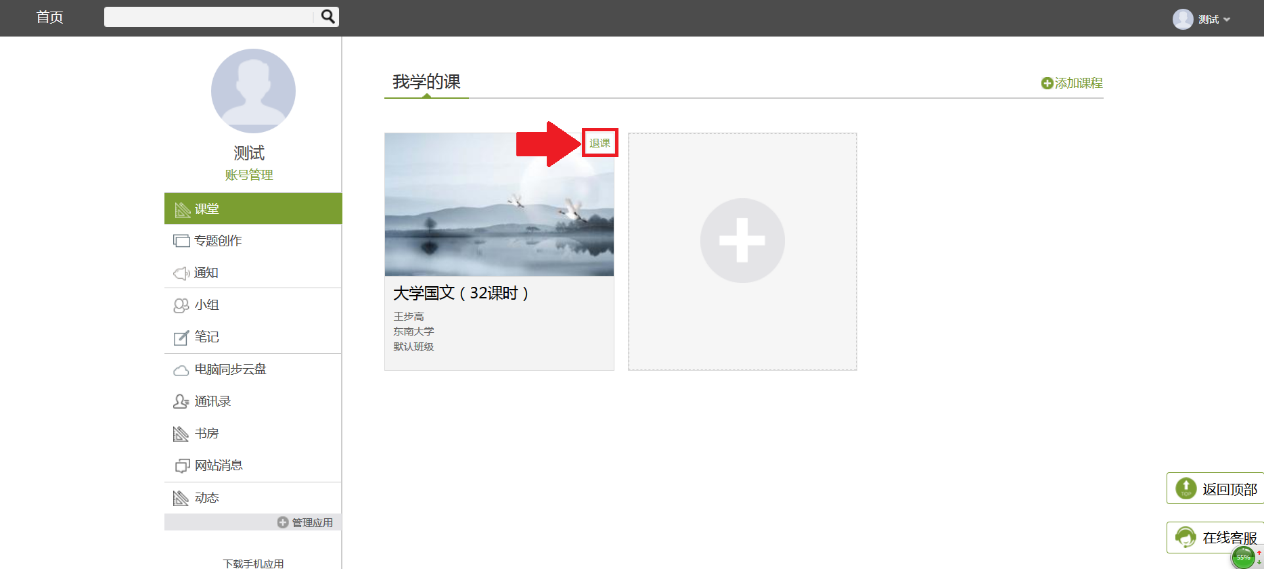 首页
测试
测试
账号管理
课堂
专题创作
通知
小组
笔记
电脑同步云盘
通讯录
书房
网站消息
动态
管理应用
下载手机应用
我学的课
添加课程
退课
大学国文（32课时）
王步高
东南大学
默认班级
TOP
返回顶部
在线客服
55%